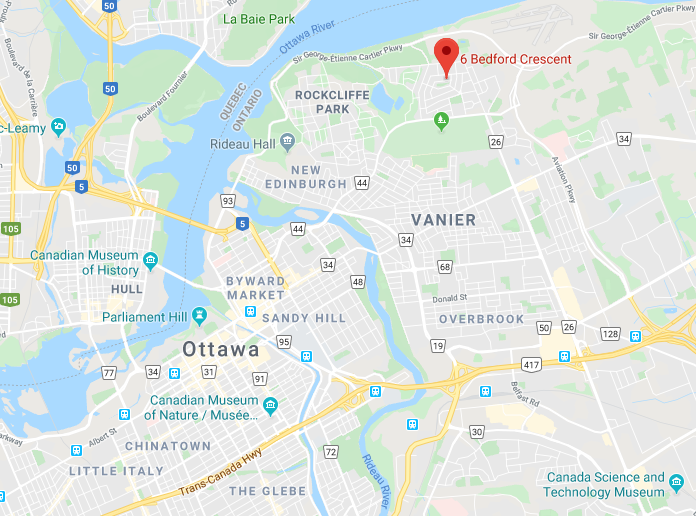 50
La Baie Park
Ottawa River
Sir George-Étienne Cartier Pkwy
Sir George-Étienne Cartier Pkwy
6 Bedford Crescent
Boulevard de la Carrière
50
Boulevard Fournier
QUEBEC
ONTARIO
ROCKCLIFFE
PARK
c-Leamy
Rideau Hall
26
34
50
5
NEW
EDINBURGH
44
Aviation Pkwy
93
5
44
VANIER
105
34
Canadian Museum
of History
34
68
HULL
BYWARD
MARKET
48
105
Donald St
Parliament Hill
SANDY HILL
OVERBROOK
50
26
128
Ottawa
95
19
77
34
31
91
417
Canadian Museum
of Nature / Musée...
Belfast Rd
Albert St
30
CHINATOWN
72
LITTLE ITALY
Trans-Canada Hwy
Rideau River
THE GLEBE
Canada Science and
Technology Museum